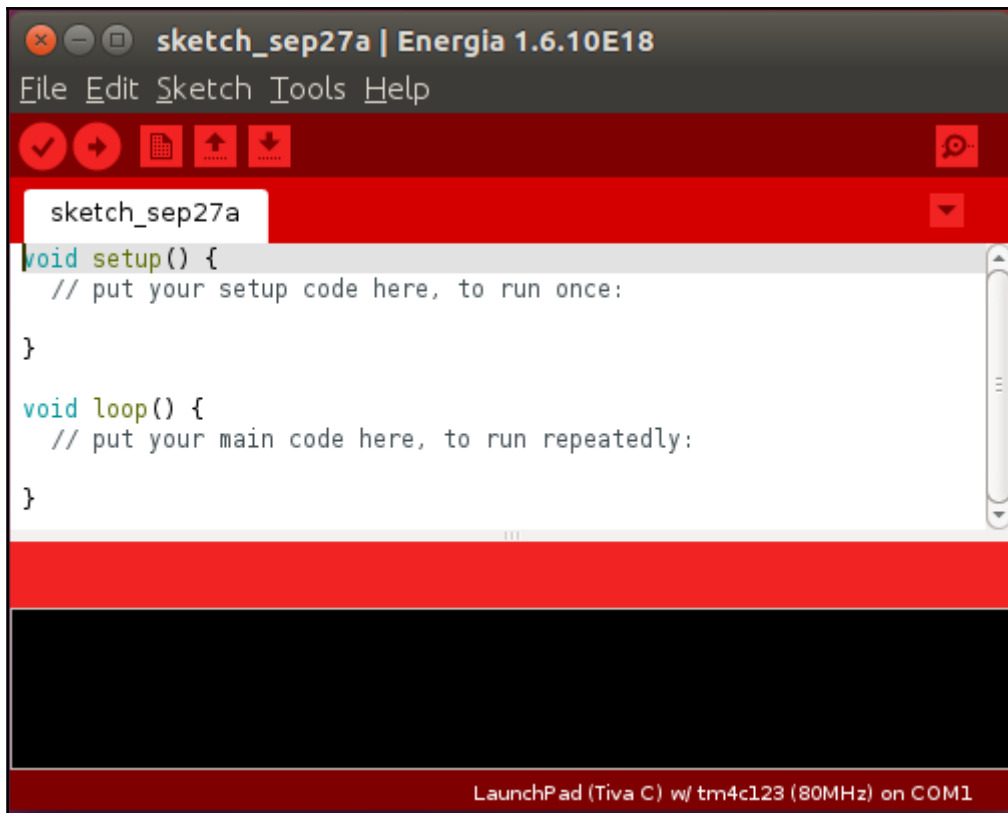 sketch_sep27a | Energia 1.6.10E18
File Edit Sketch Tools Help
sketch_sep27a
void setup() {
  // put your setup code here, to run once:
}
void loop() {
  // put your main code here, to run repeatedly:
}
LaunchPad (Tiva C) w/ tm4c123 (80MHz) on COM1